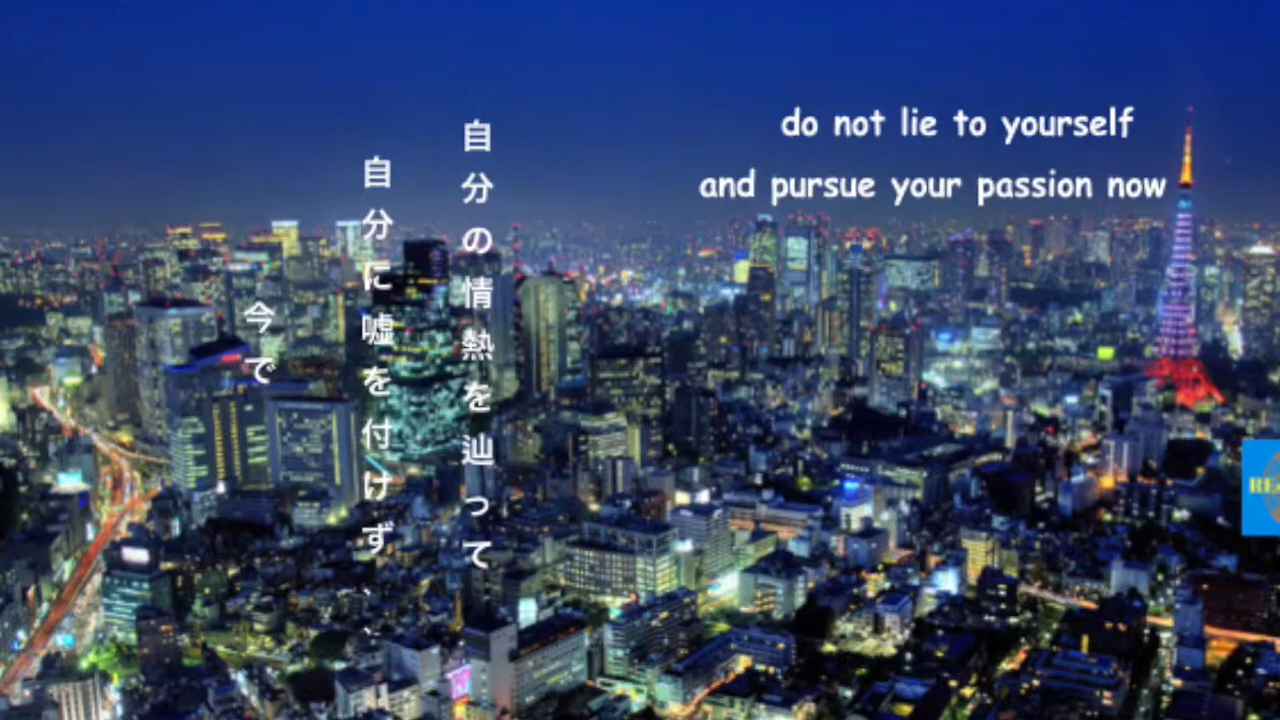 do not lie to yourself
and pursue your passion now
自分の情熱を辿って
自分に嘘を付けず、
今で
RE